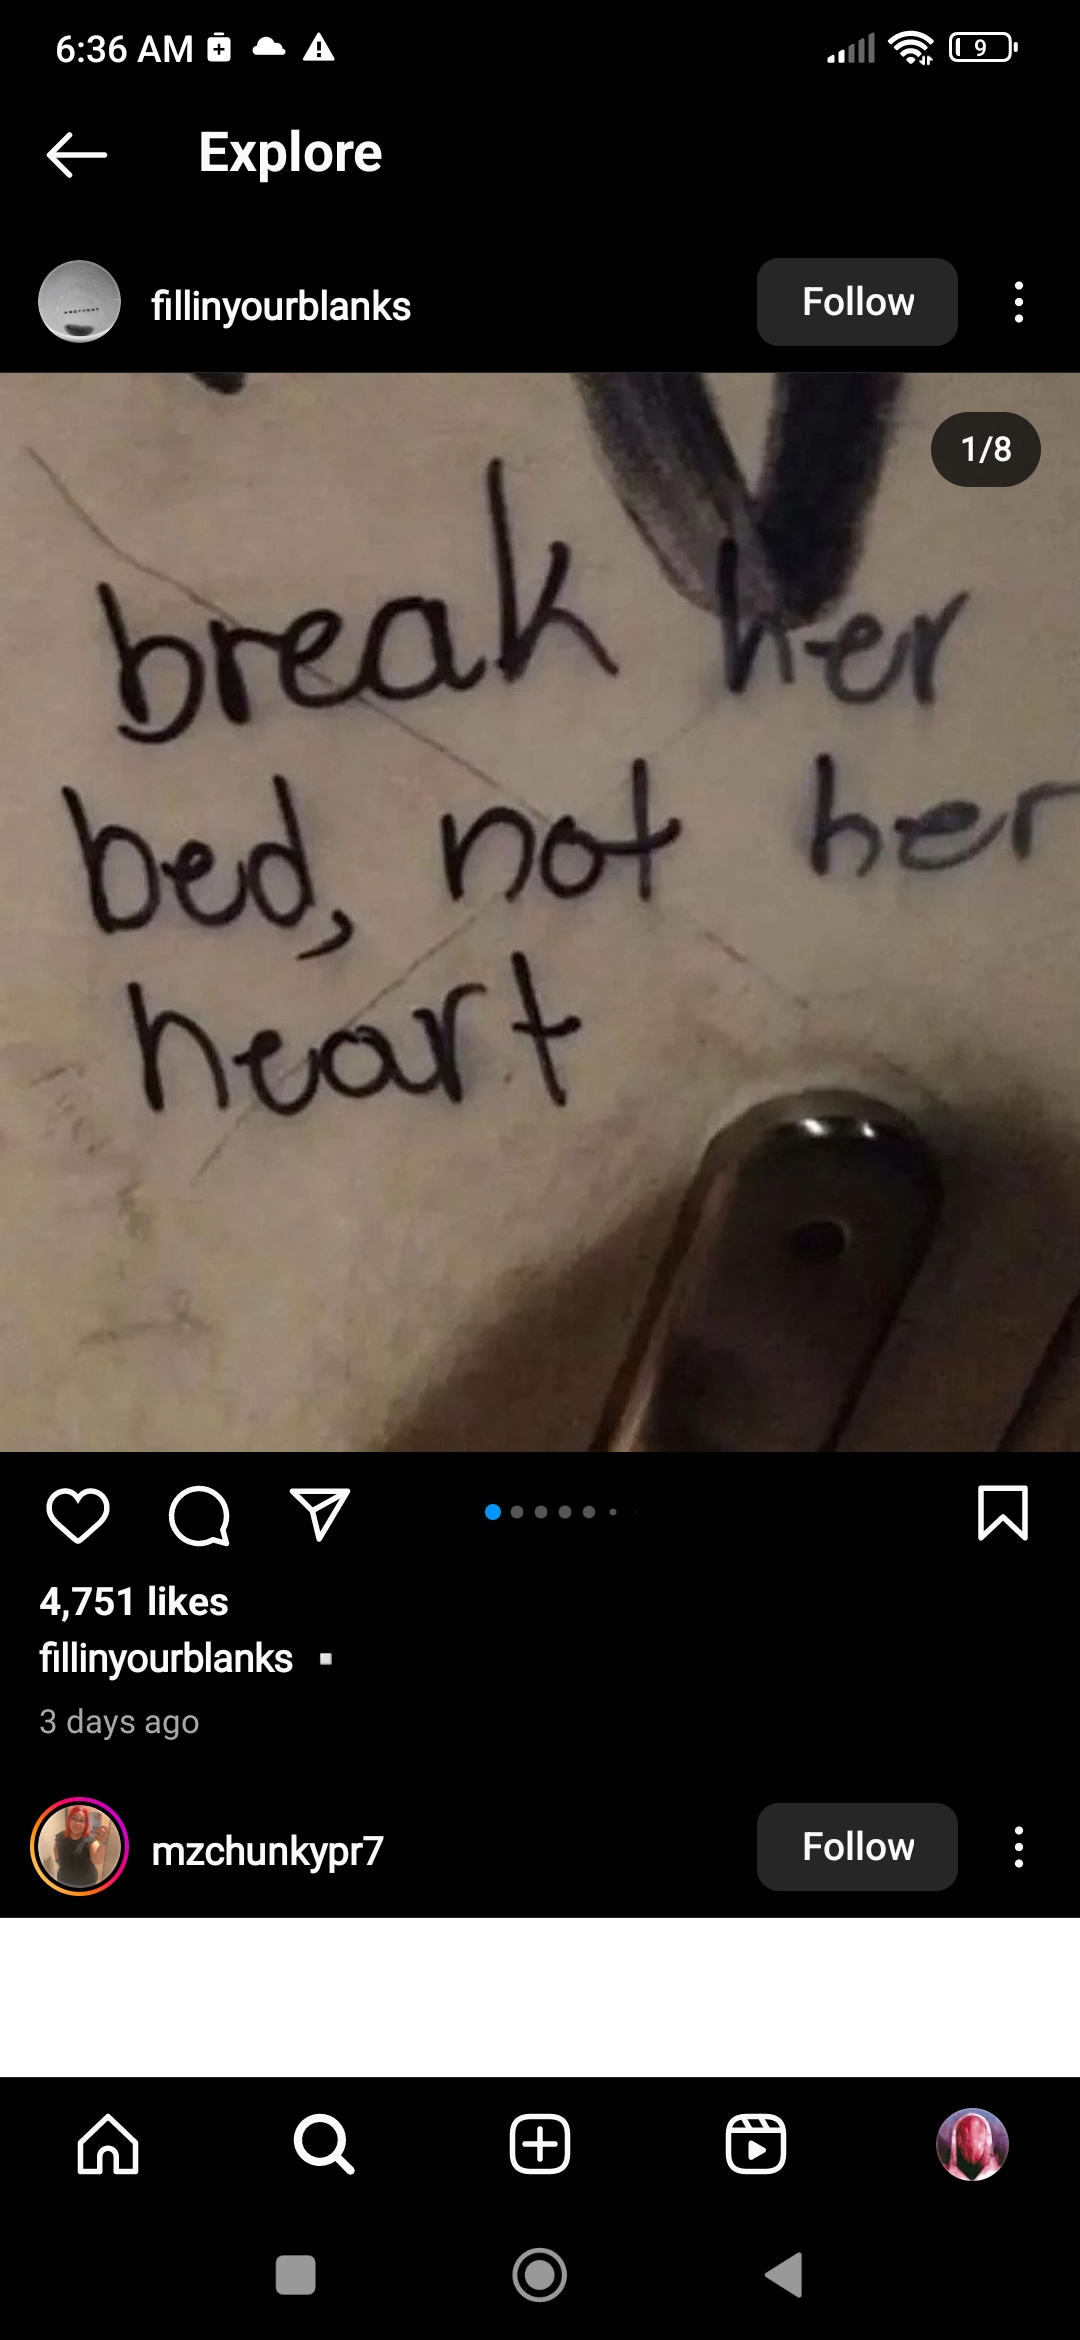 6:36 AM
9
Explore
fillinyourblanks
Follow
1/8
break her
bed, not her
heart
4,751 likes
fillinyourblanks
3 days ago
mzchunkypr7
Follow